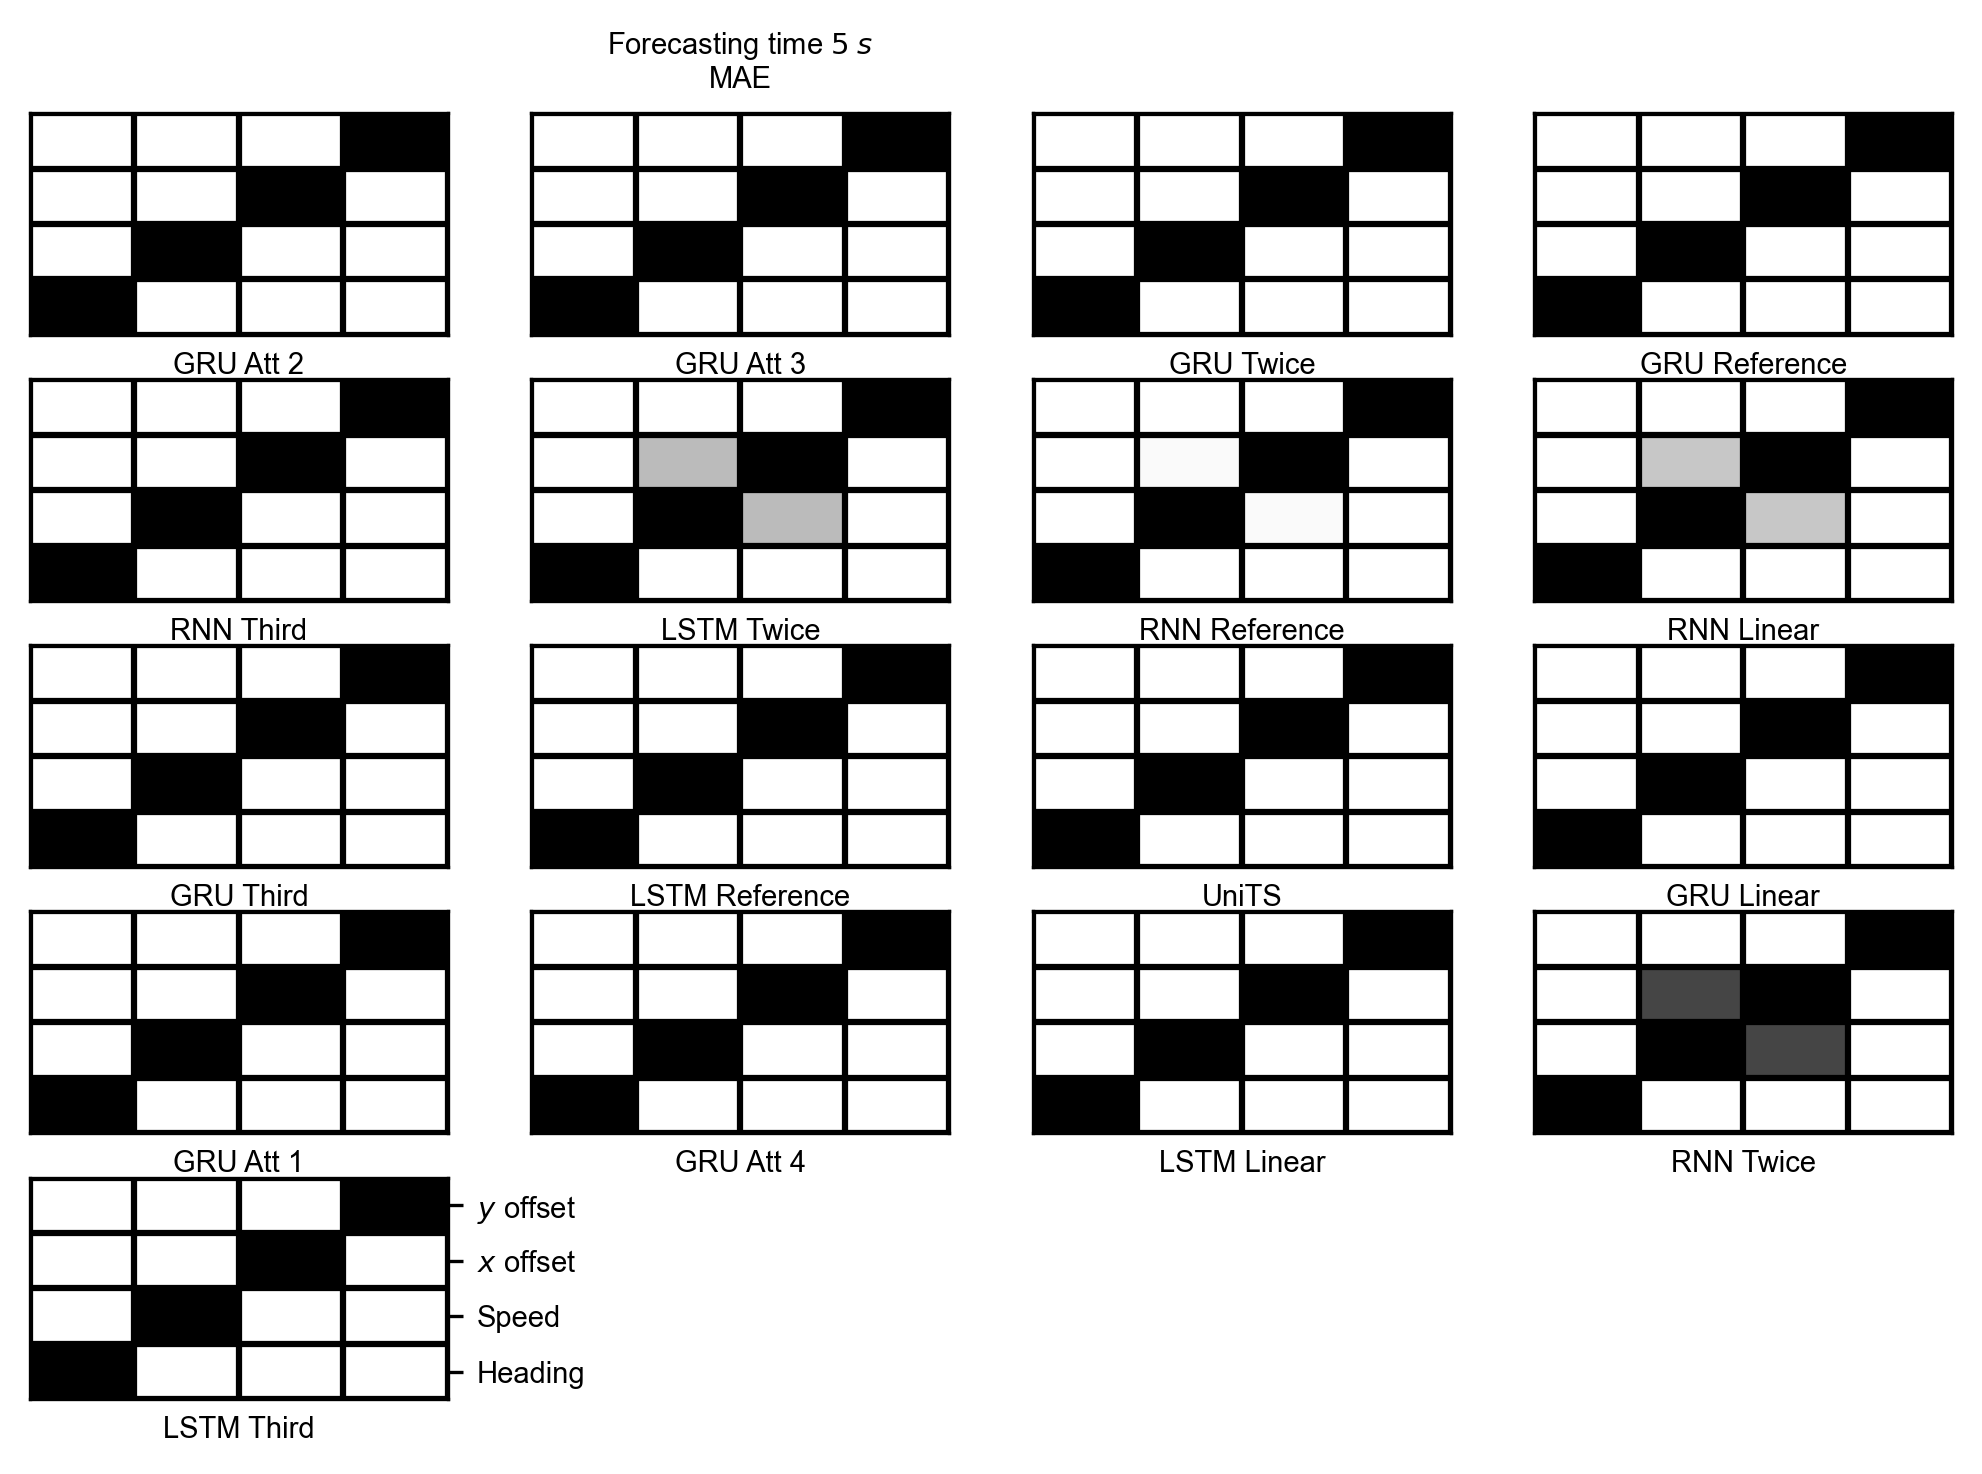 Forecasting time 5 s
MAE
GRU Att 2
GRU Att 3
GRU Twice
GRU Reference
RNN Third
LSTM Twice
RNN Reference
RNN Linear
GRU Third
LSTM Reference
UniTS
GRU Linear
GRU Att 1
GRU Att 4
LSTM Linear
RNN Twice
y offset
x offset
Speed
Heading
LSTM Third